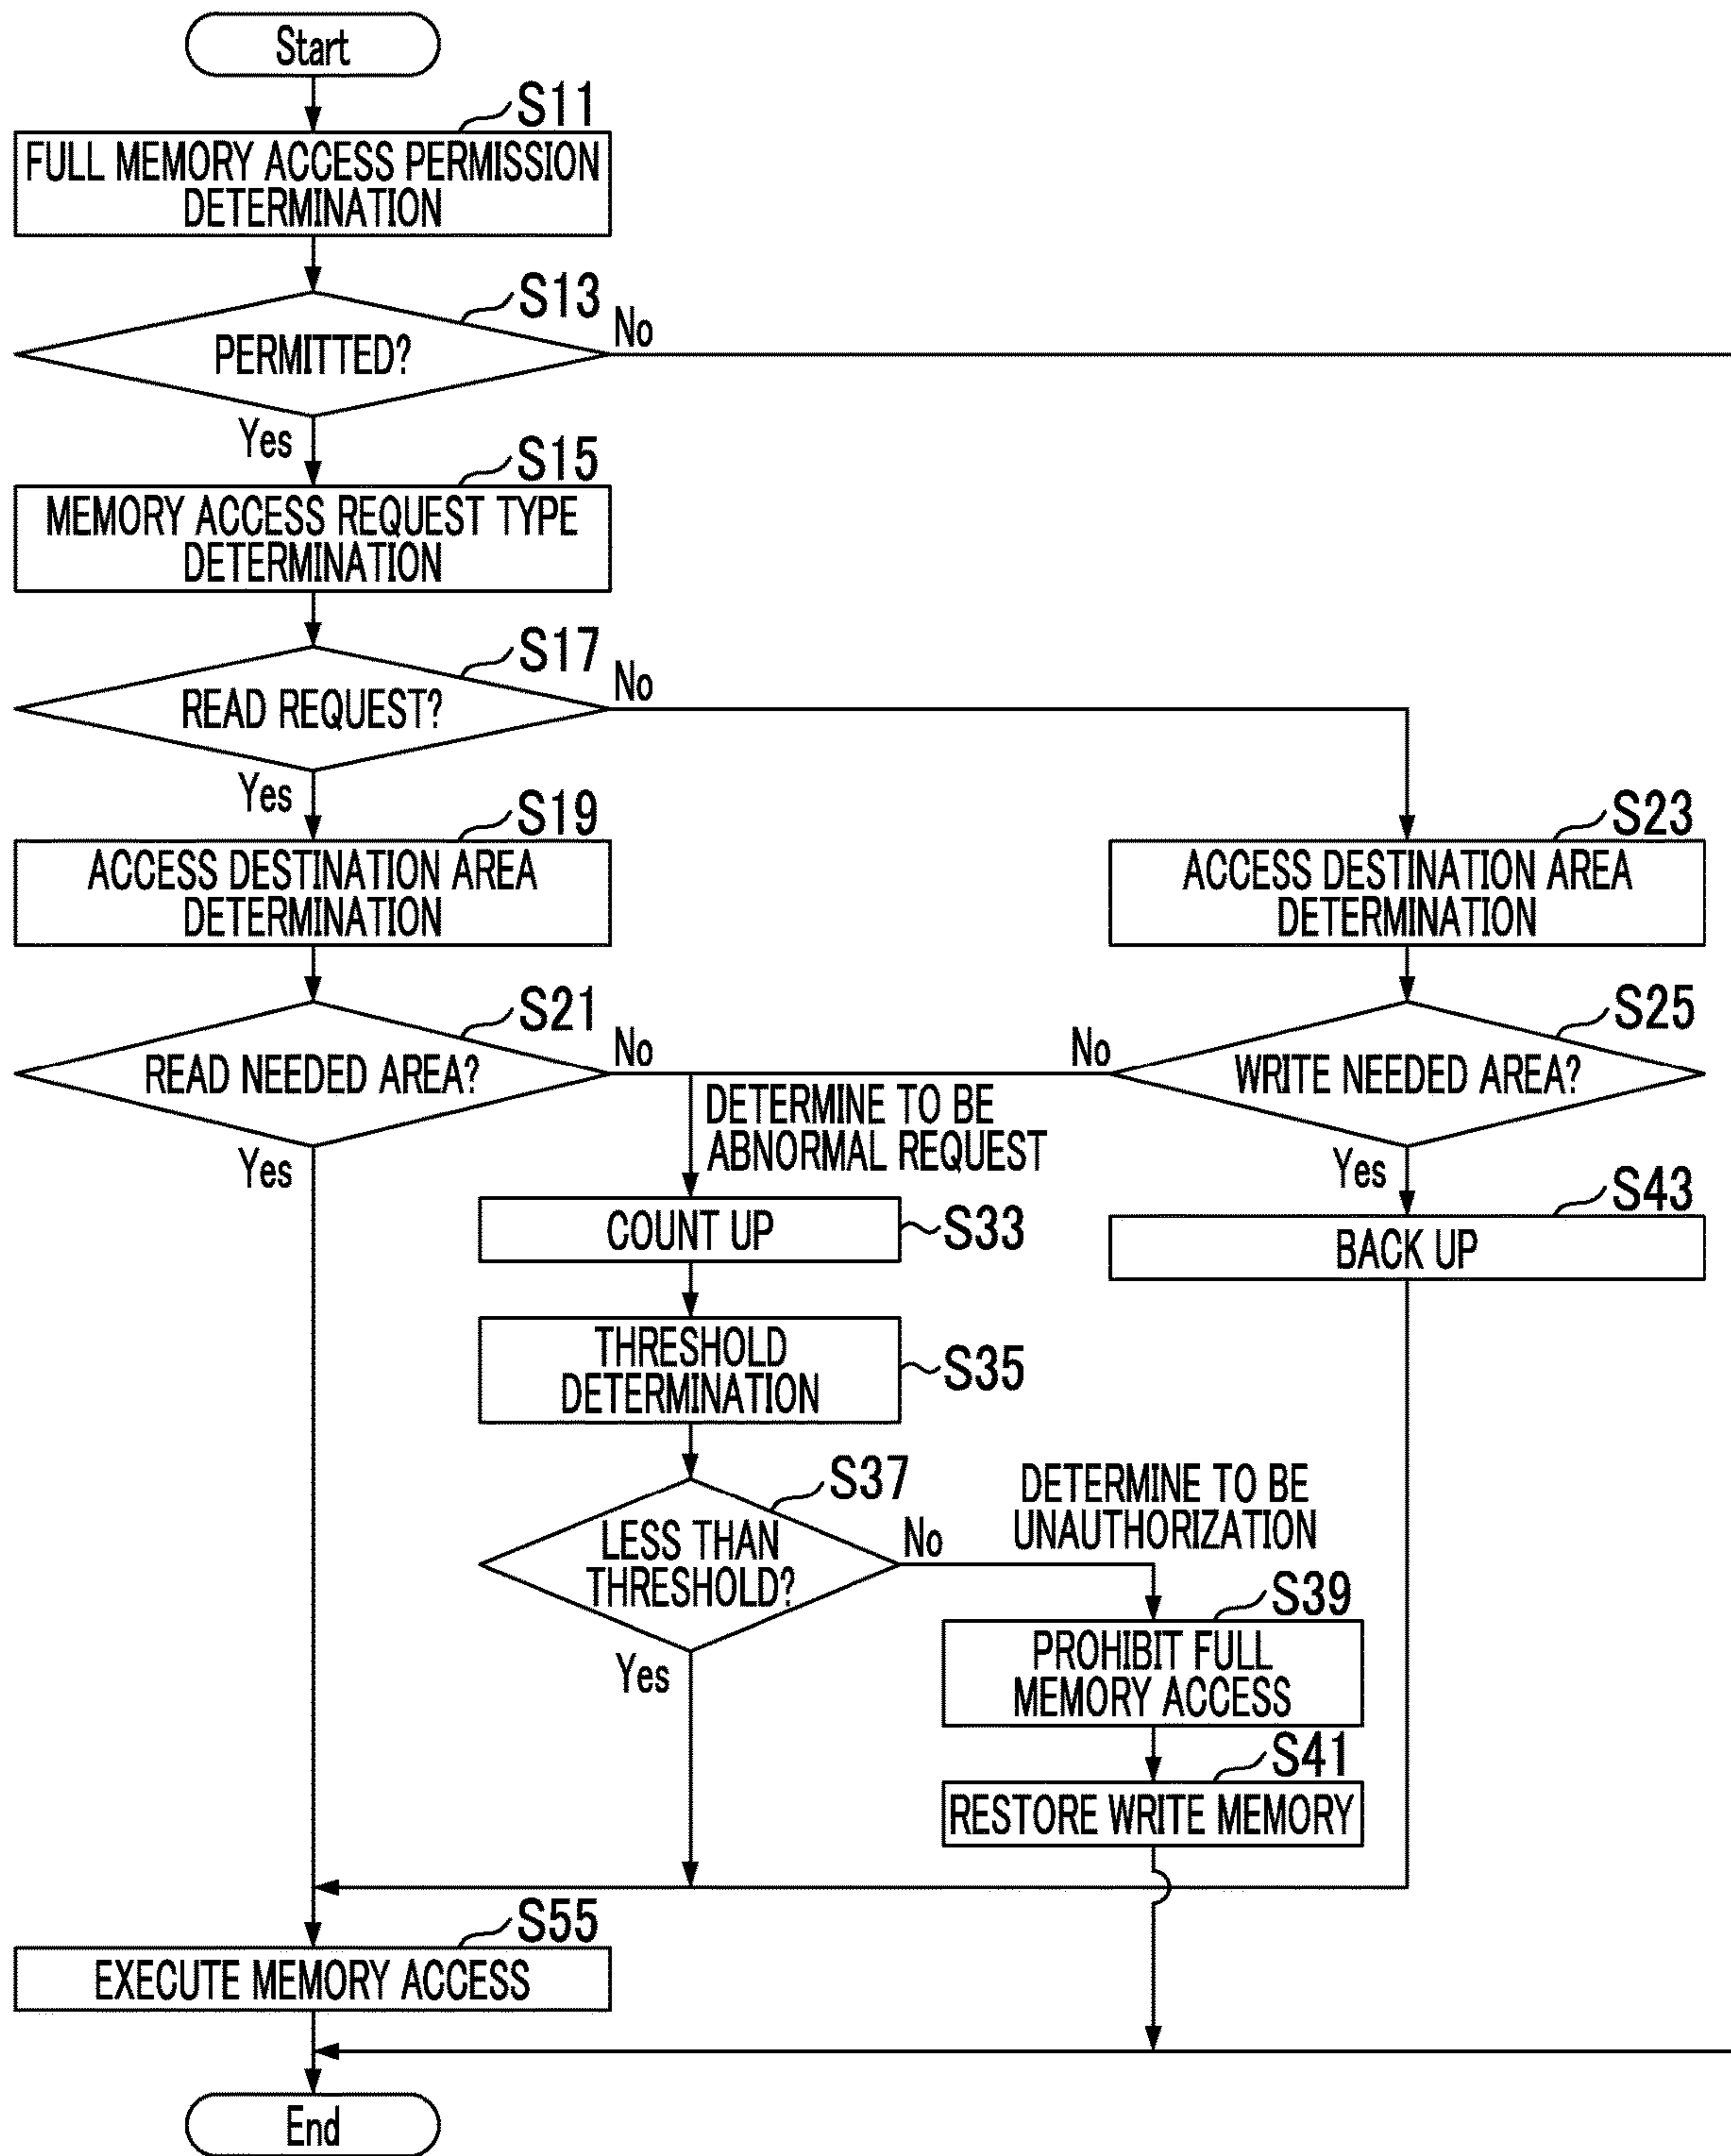 Start
S11
FULL MEMORY ACCESS PERMISSION
DETERMINATION
S13
PERMITTED?
No
Yes
S15
MEMORY ACCESS REQUEST TYPE
DETERMINATION
S17
READ REQUEST?
No
Yes
S19
ACCESS DESTINATION AREA
DETERMINATION
S23
ACCESS DESTINATION AREA
DETERMINATION
S21
READ NEEDED AREA?
No
Yes
S25
WRITE NEEDED AREA?
No
Yes
DETERMINE TO BE
ABNORMAL REQUEST
S33
COUNT UP
S43
BACK UP
S35
THRESHOLD
DETERMINATION
S37
LESS THAN
THRESHOLD?
No
Yes
DETERMINE TO BE
UNAUTHORIZATION
S39
PROHIBIT FULL
MEMORY ACCESS
S41
RESTORE WRITE MEMORY
S55
EXECUTE MEMORY ACCESS
End